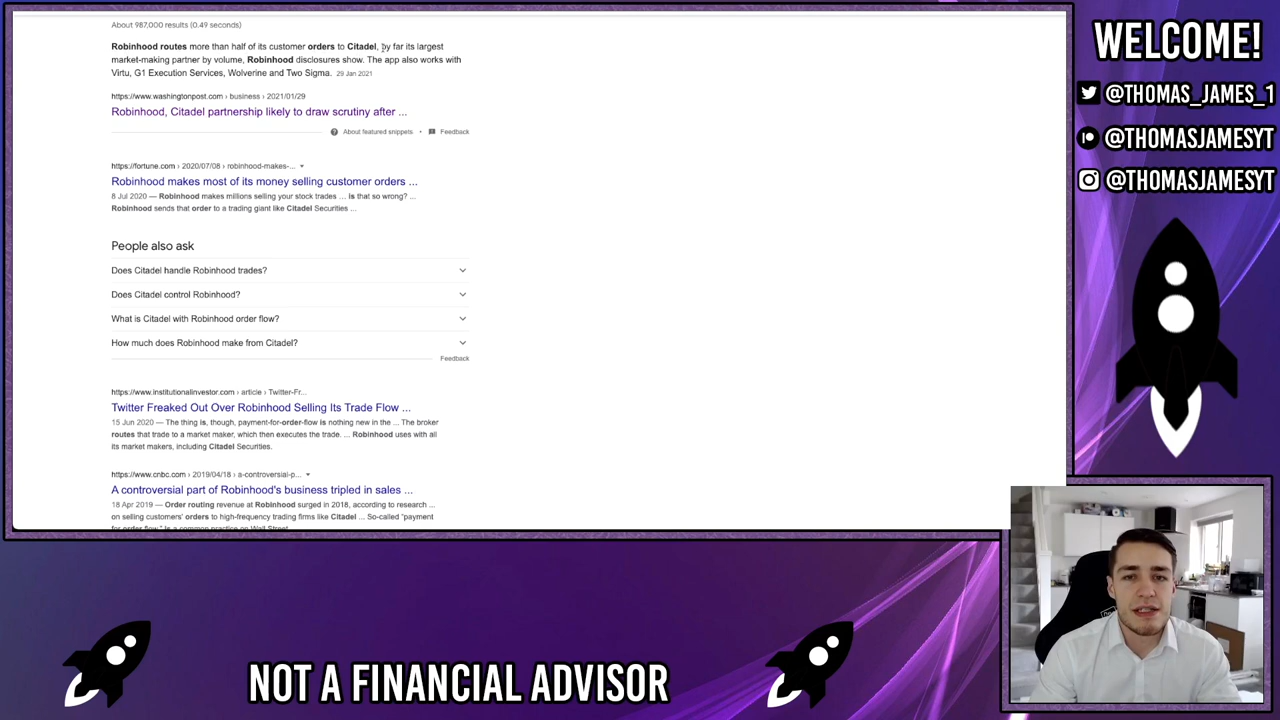 About 987,000 results (0.49 seconds)
Robinhood routes more than half of its customer orders to Citadel, by far its largest
market-making partner by volume, Robinhood disclosures show. The app also works with
Virtu, G1 Execution Services, Wolverine and Two Sigma. 29 Jan 2021
https://www.washingtonpost.com › business › 2021/01/29
Robinhood, Citadel partnership likely to draw scrutiny after ...
About featured snippets • Feedback
https://fortune.com › 2020/07/08 › robinhood-makes-...
Robinhood makes most of its money selling customer orders ...
8 Jul 2020 — Robinhood makes millions selling your stock trades … is that so wrong? ...
Robinhood sends that order to a trading giant like Citadel Securities ...
People also ask
Does Citadel handle Robinhood trades?
Does Citadel control Robinhood?
What is Citadel with Robinhood order flow?
How much does Robinhood make from Citadel?
Feedback
https://www.institutionalinvestor.com › article › Twitter-Fr...
Twitter Freaked Out Over Robinhood Selling Its Trade Flow ...
15 Jun 2020 — The thing is, though, payment-for-order-flow is nothing new in the ... The broker
routes that trade to a market maker, which then executes the trade. ... Robinhood uses with all
its market makers, including Citadel Securities.
https://www.cnbc.com › 2019/04/18 › a-controversial-p...
A controversial part of Robinhood's business tripled in sales ...
18 Apr 2019 — Order routing revenue at Robinhood surged in 2018, according to research ...
on selling customers' orders to high-frequency trading firms like Citadel ... So-called "payment
for order flow," is a common practice on Wall Street
WELCOME!
@THOMAS_JAMES_1
@THOMASJAMESYT
@THOMASJAMESYT
NOT A FINANCIAL ADVISOR